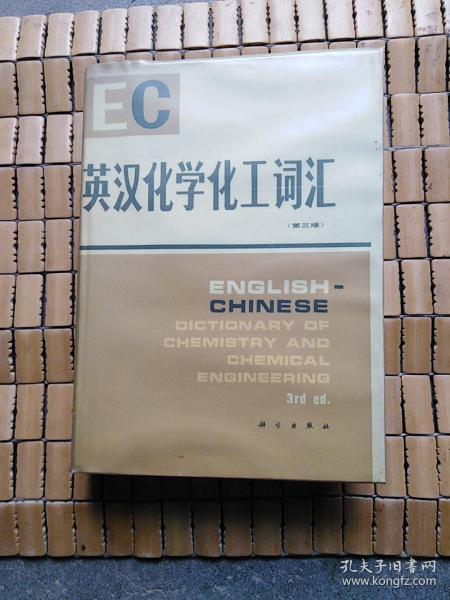 EC
英汉化学化工词汇
(第三版)
ENGLISH-
CHINESE
DICTIONARY OF
CHEMISTRY AND
CHEMICAL
ENGINEERING
3rd ed.
科学出版社
孔夫子旧书网
www.kongfz.com